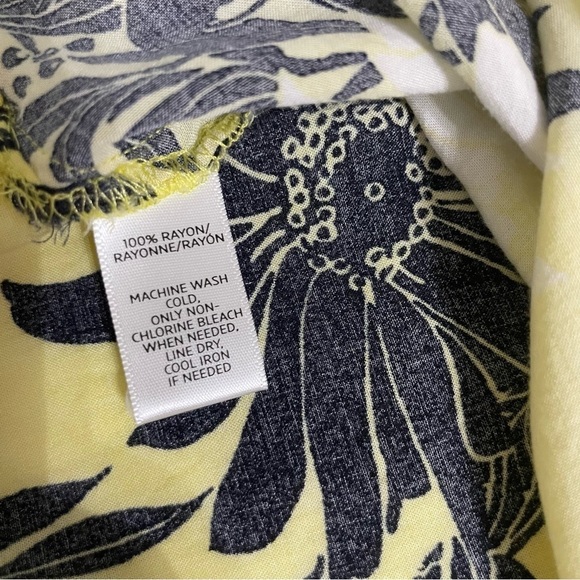 100% RAYON/
RAYONNE/RAYÓN
MACHINE WASH
COLD,
ONLY NON-
CHLORINE BLEACH
WHEN NEEDED,
LINE DRY,
COOL IRON
IF NEEDED